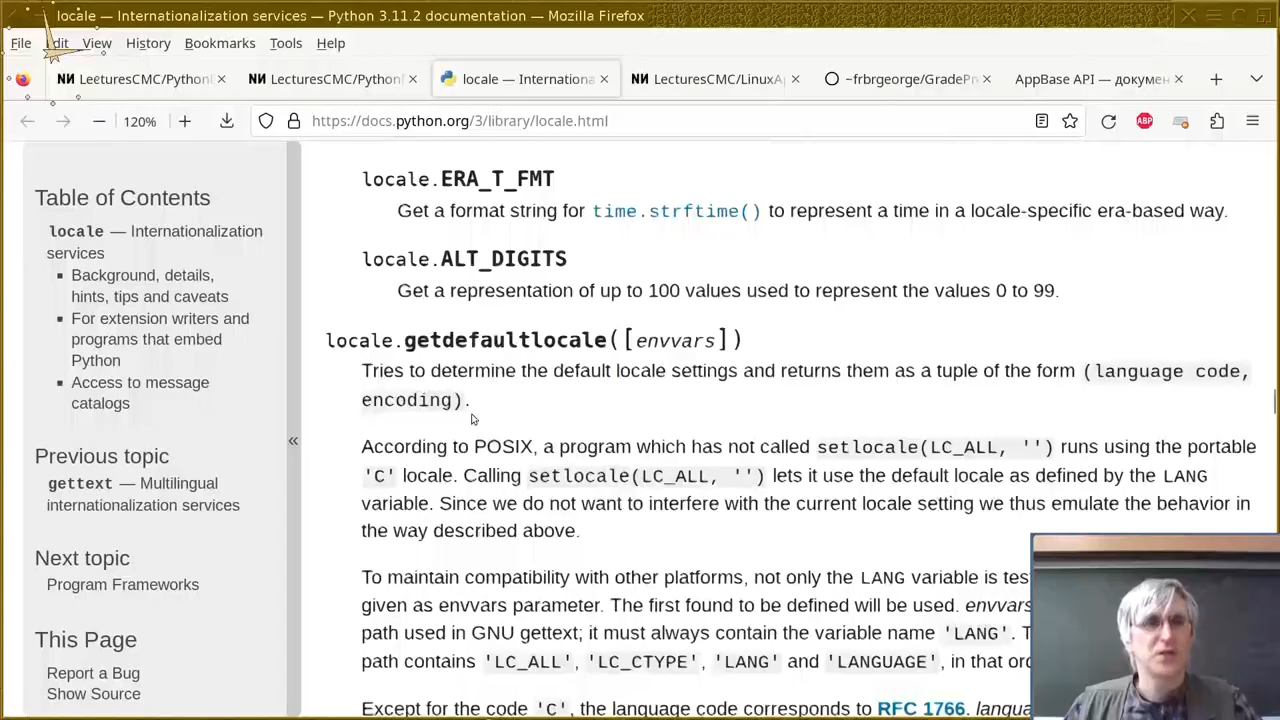 locale — Internationalization services — Python 3.11.2 documentation — Mozilla Firefox
File Edit View History Bookmarks Tools Help
LecturesCMC/Python LecturesCMC/Python locale — Internationa LecturesCMC/LinuxA ~frbrgeorge/GradePr AppBase API — докумен
120% https://docs.python.org/3/library/locale.html ABP
Table of Contents
locale — Internationalization
services
Background, details,
hints, tips and caveats
For extension writers and
programs that embed
Python
Access to message
catalogs
Previous topic
gettext — Multilingual
internationalization services
Next topic
Program Frameworks
This Page
Report a Bug
Show Source
«
locale.ERA_T_FMT
Get a format string for time.strftime() to represent a time in a locale-specific era-based way.
locale.ALT_DIGITS
Get a representation of up to 100 values used to represent the values 0 to 99.
locale.getdefaultlocale([envvars])
Tries to determine the default locale settings and returns them as a tuple of the form (language code,
encoding).
According to POSIX, a program which has not called setlocale(LC_ALL, '') runs using the portable
'C' locale. Calling setlocale(LC_ALL, '') lets it use the default locale as defined by the LANG
variable. Since we do not want to interfere with the current locale setting we thus emulate the behavior in
the way described above.
To maintain compatibility with other platforms, not only the LANG variable is tes
given as envvars parameter. The first found to be defined will be used. envvars
path used in GNU gettext; it must always contain the variable name 'LANG'. T
path contains 'LC_ALL', 'LC_CTYPE', 'LANG' and 'LANGUAGE', in that ord
Except for the code 'C', the language code corresponds to RFC 1766. langua